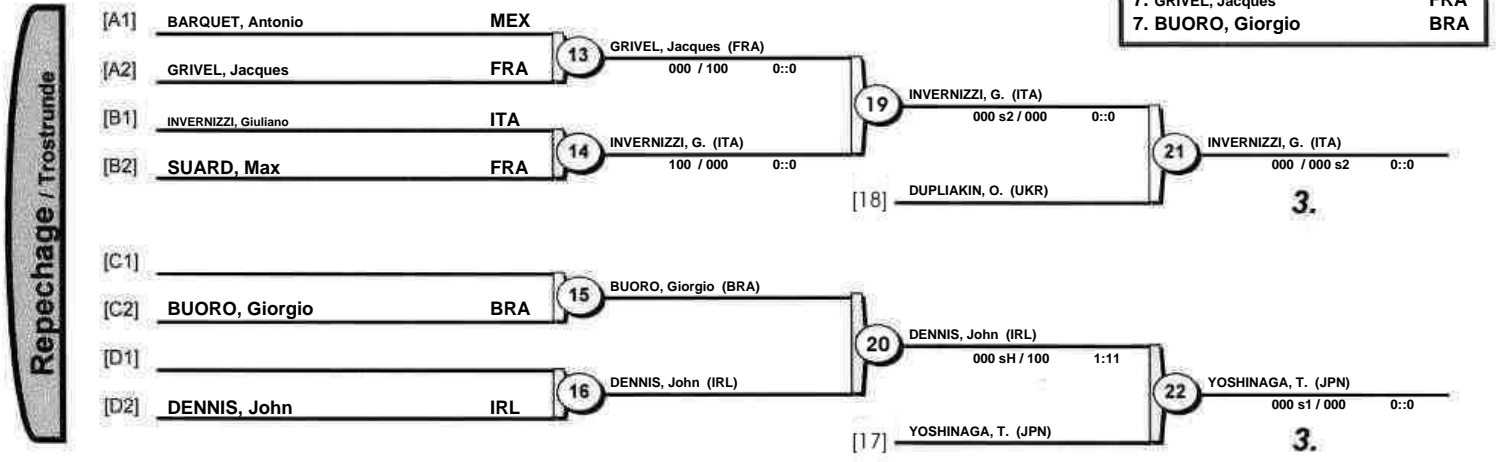 7. GRIVEL, Jacques FRA
7. BUORO, Giorgio BRA
Repechage / Trostrunde
[A1] BARQUET, Antonio MEX
13
GRIVEL, Jacques (FRA)
000 / 100 0::0
[A2] GRIVEL, Jacques FRA
19
INVERNIZZI, G. (ITA)
000 s2 / 000 0::0
[B1] INVERNIZZI, Giuliano ITA
14
INVERNIZZI, G. (ITA)
100 / 000 0::0
[B2] SUARD, Max FRA
21
INVERNIZZI, G. (ITA)
000 / 000 s2 0::0
[18] DUPLIAKIN, O. (UKR)
3.
[C1]
15
BUORO, Giorgio (BRA)
[C2] BUORO, Giorgio BRA
20
DENNIS, John (IRL)
000 sH / 100 1:11
[D1]
16
DENNIS, John (IRL)
[D2] DENNIS, John IRL
22
YOSHINAGA, T. (JPN)
000 s1 / 000 0::0
[17] YOSHINAGA, T. (JPN)
3.